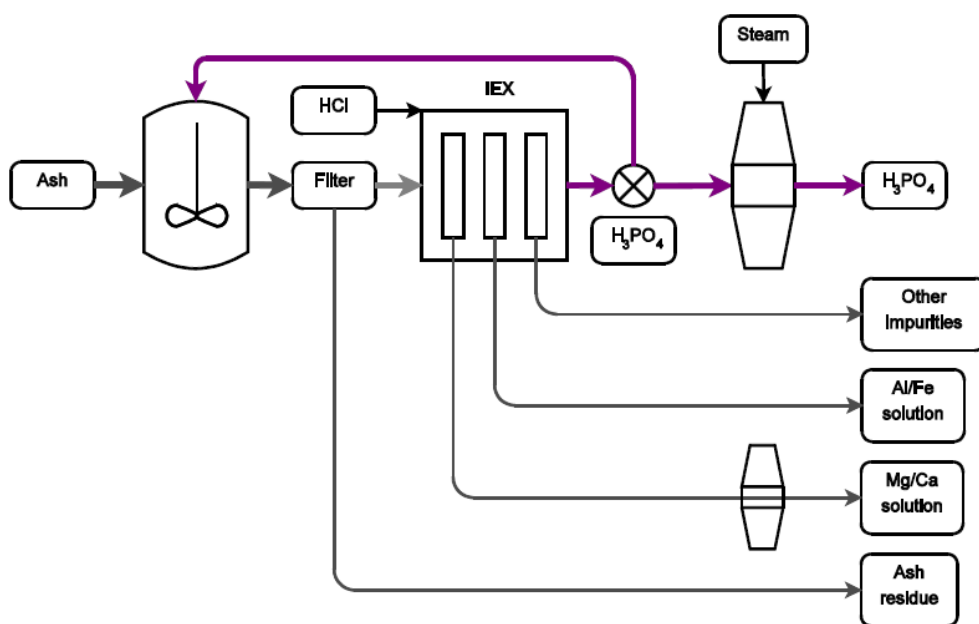 Steam
IEX
HCl
Ash
Filter
H₃PO₄
H₃PO₄
Other
impurities
Al/Fe
solution
Mg/Ca
solution
Ash
residue